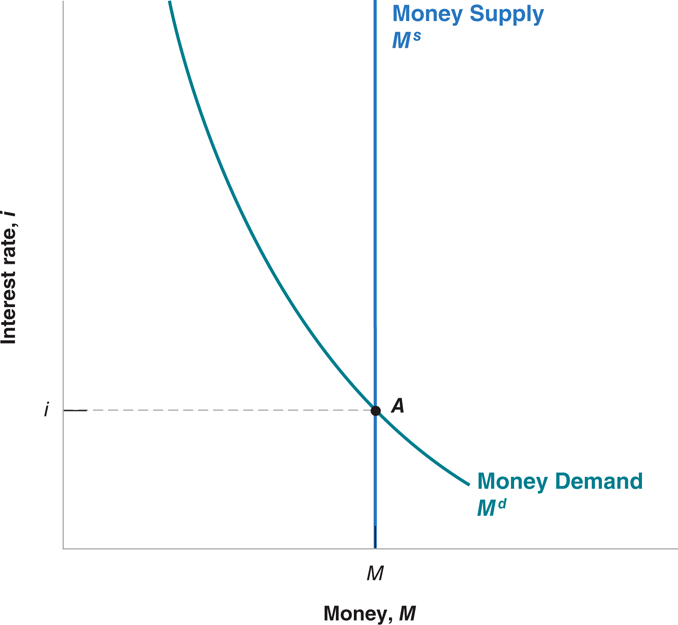 Money Supply
Mˢ
Interest rate, i
i
A
Money Demand
Mᵈ
M
Money, M